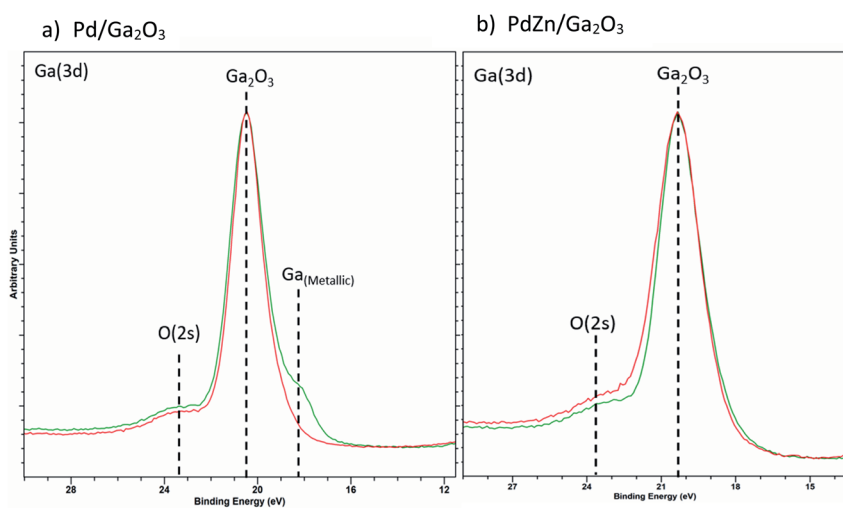 a) Pd/Ga₂O₃
Ga(3d)
Ga₂O₃
Ga(Metallic)
O(2s)
Arbitrary Units
28 24 20 16 12
Binding Energy (eV)
b) PdZn/Ga₂O₃
Ga(3d)
Ga₂O₃
O(2s)
27 24 21 18 15
Binding Energy (eV)